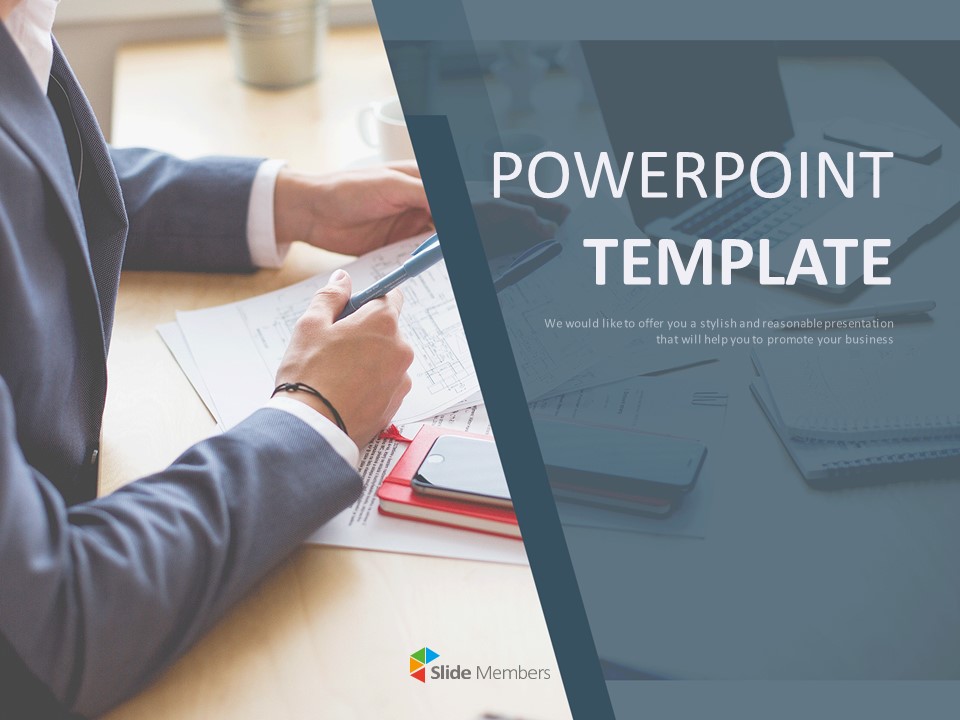 POWERPOINT
TEMPLATE
We would like to offer you a stylish and reasonable presentation
that will help you to promote your business
Slide Members